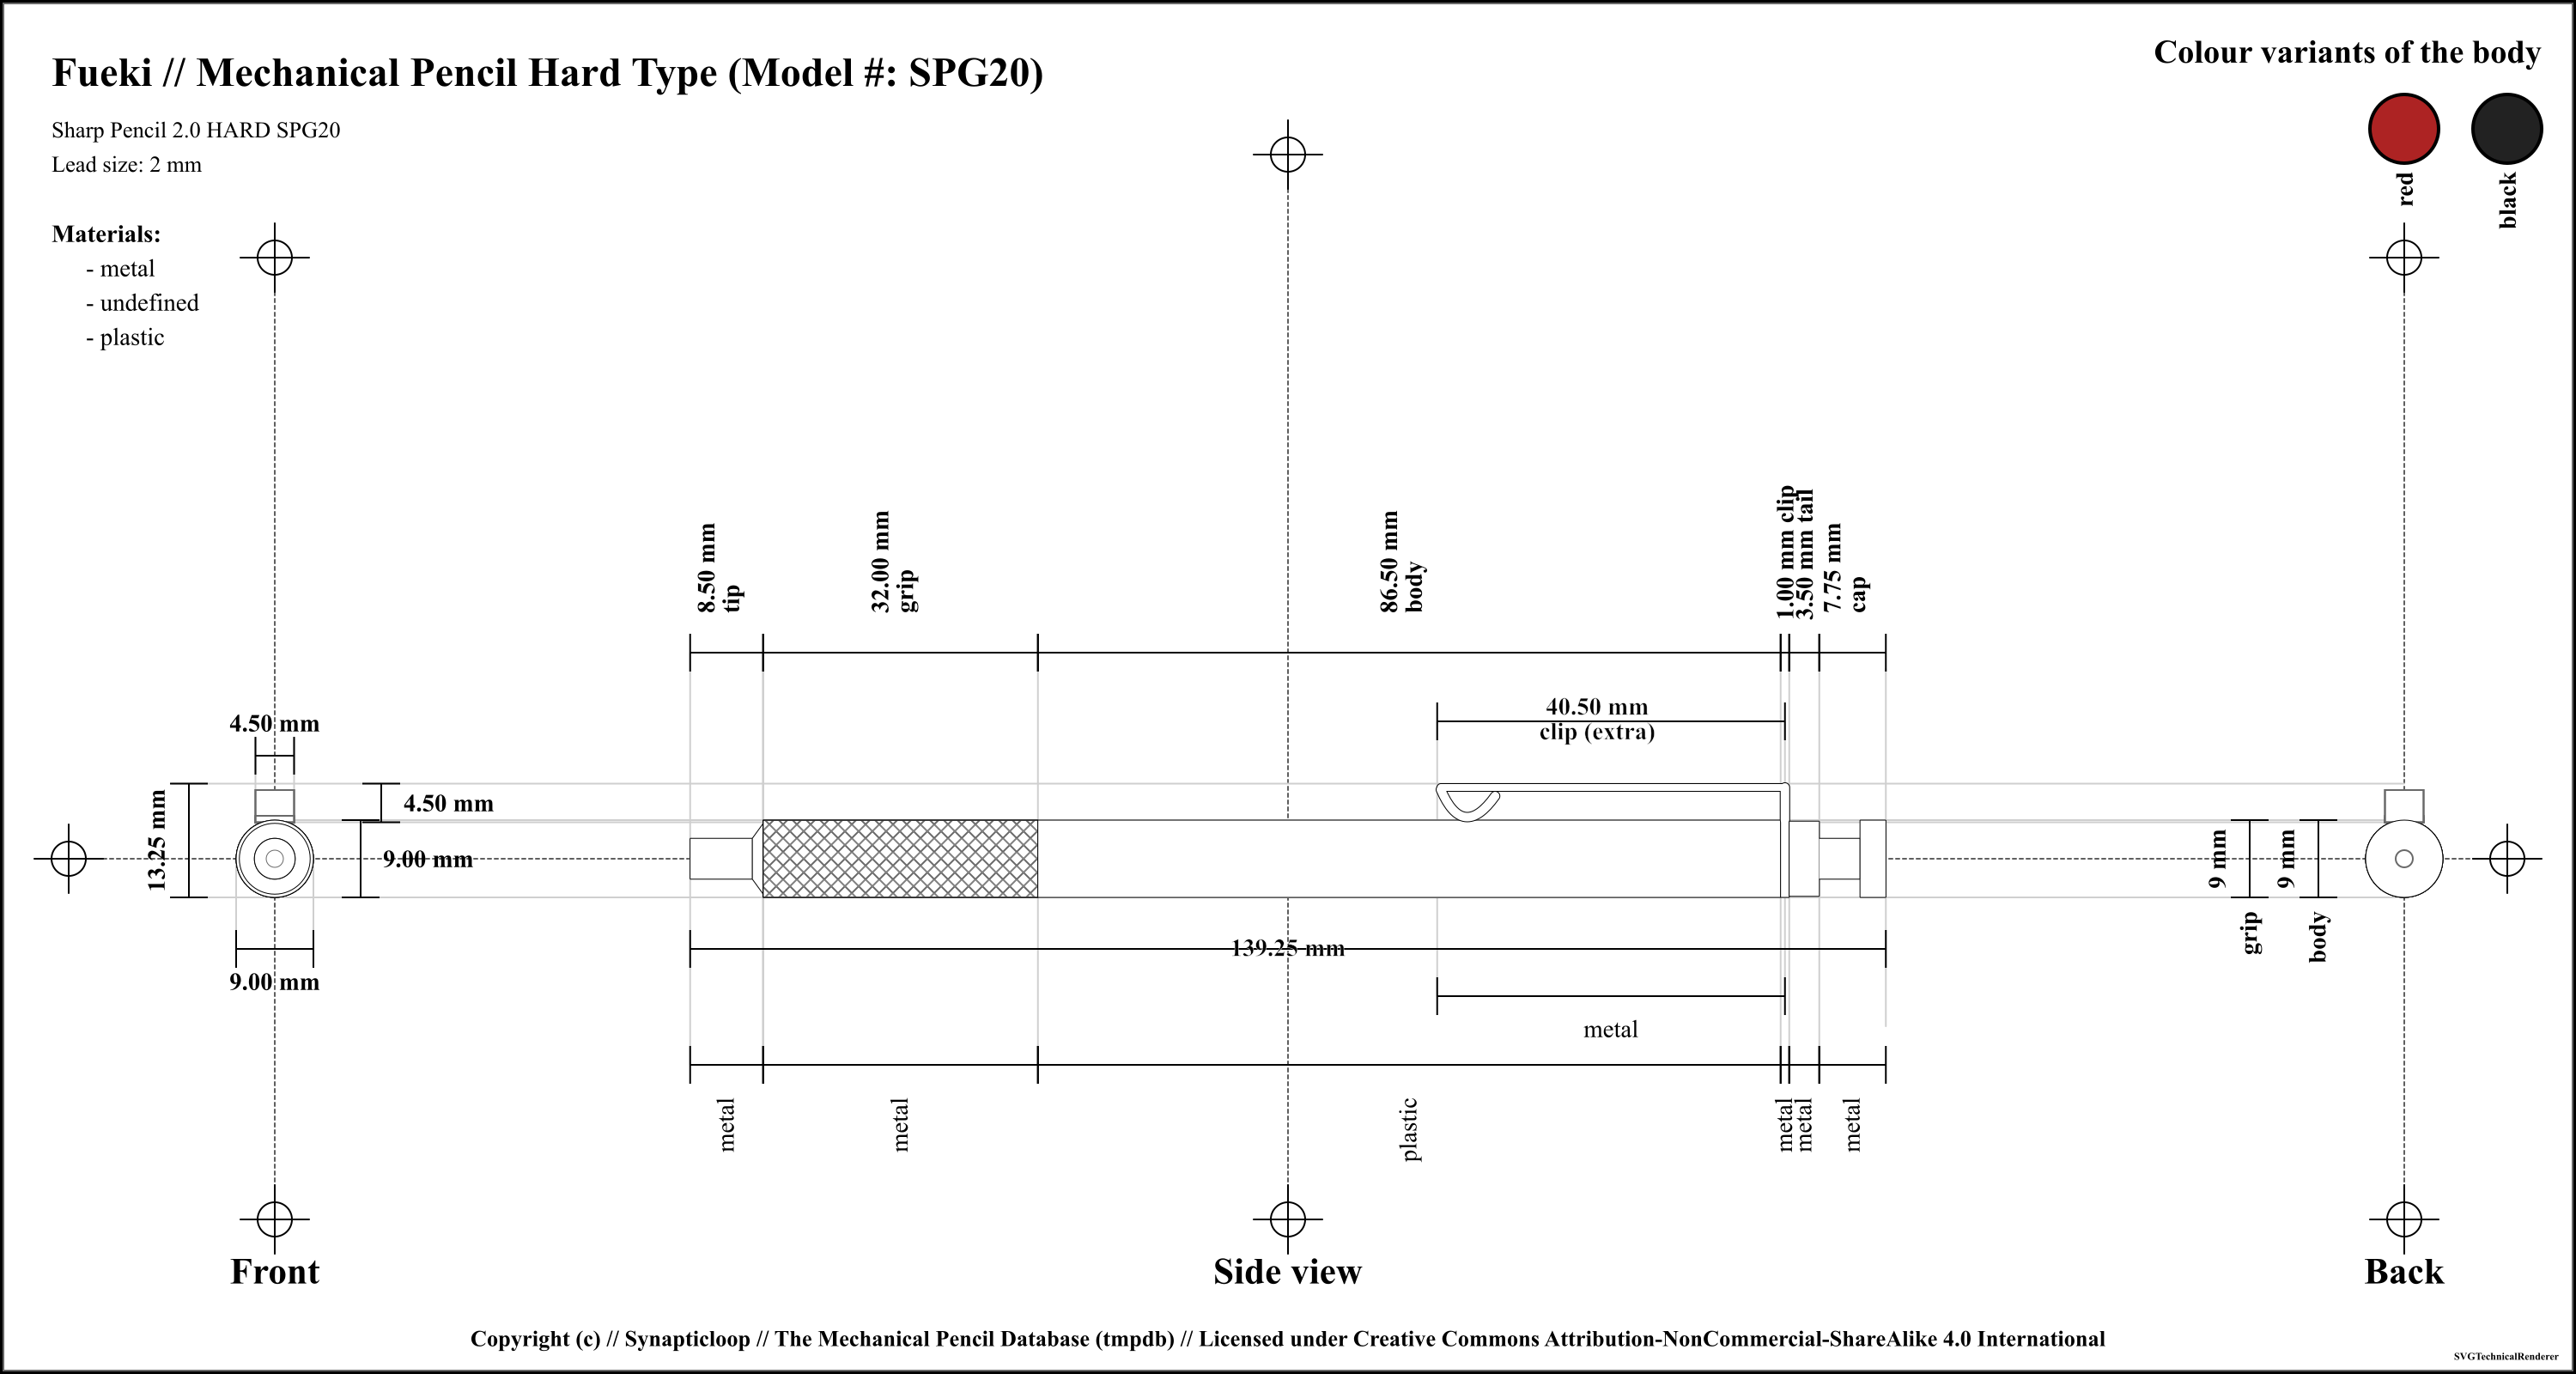 Fueki // Mechanical Pencil Hard Type (Model #: SPG20)
Sharp Pencil 2.0 HARD SPG20
Lead size: 2 mm
Materials:
- metal
- undefined
- plastic
Colour variants of the body
red
black
8.50 mm
tip
32.00 mm
grip
86.50 mm
body
1.00 mm clip
3.50 mm tail
7.75 mm
cap
40.50 mm
clip (extra)
4.50 mm
13.25 mm
4.50 mm
9.00 mm
9.00 mm
9 mm
grip
9 mm
body
139.25 mm
metal
metal
metal
plastic
metal
metal
metal
Front
Side view
Back
Copyright (c) // Synapticloop // The Mechanical Pencil Database (tmpdb) // Licensed under Creative Commons Attribution-NonCommercial-ShareAlike 4.0 International
SVGTechnicalRenderer